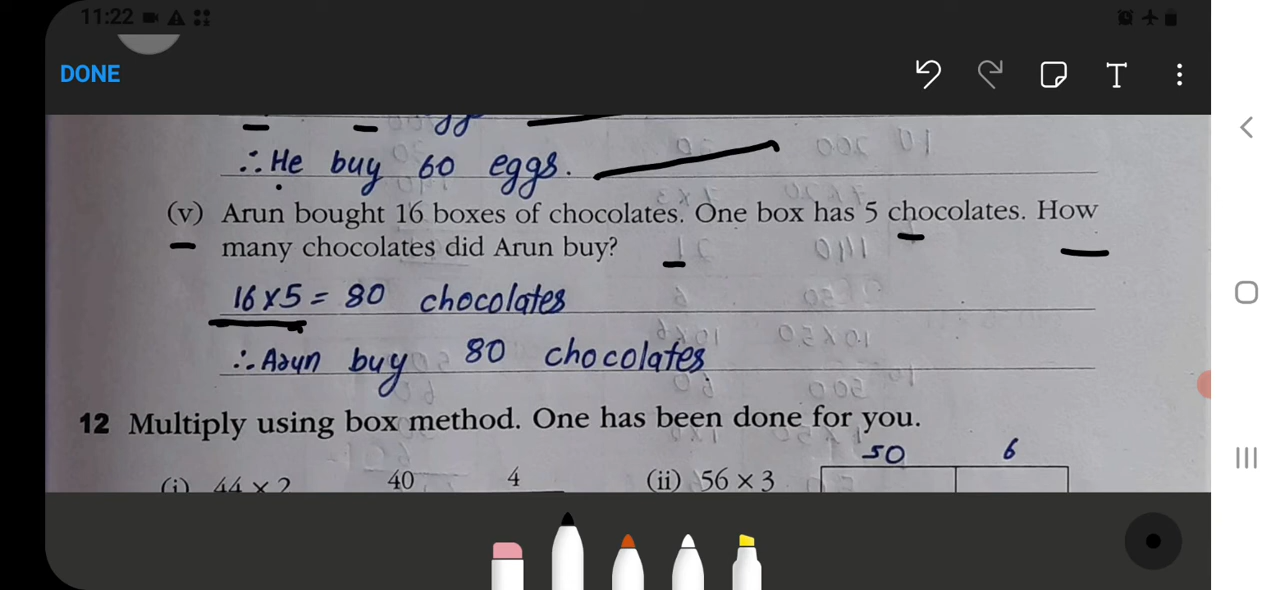 11:22
DONE
T
∴ He buy 60 eggs.
(v) Arun bought 16 boxes of chocolates. One box has 5 chocolates. How
many chocolates did Arun buy?
16 x 5 = 80 chocolates
∴ Arun buy 80 chocolates.
12 Multiply using box method. One has been done for you.
50 6
(i) 44 × 2 40 4 (ii) 56 × 3